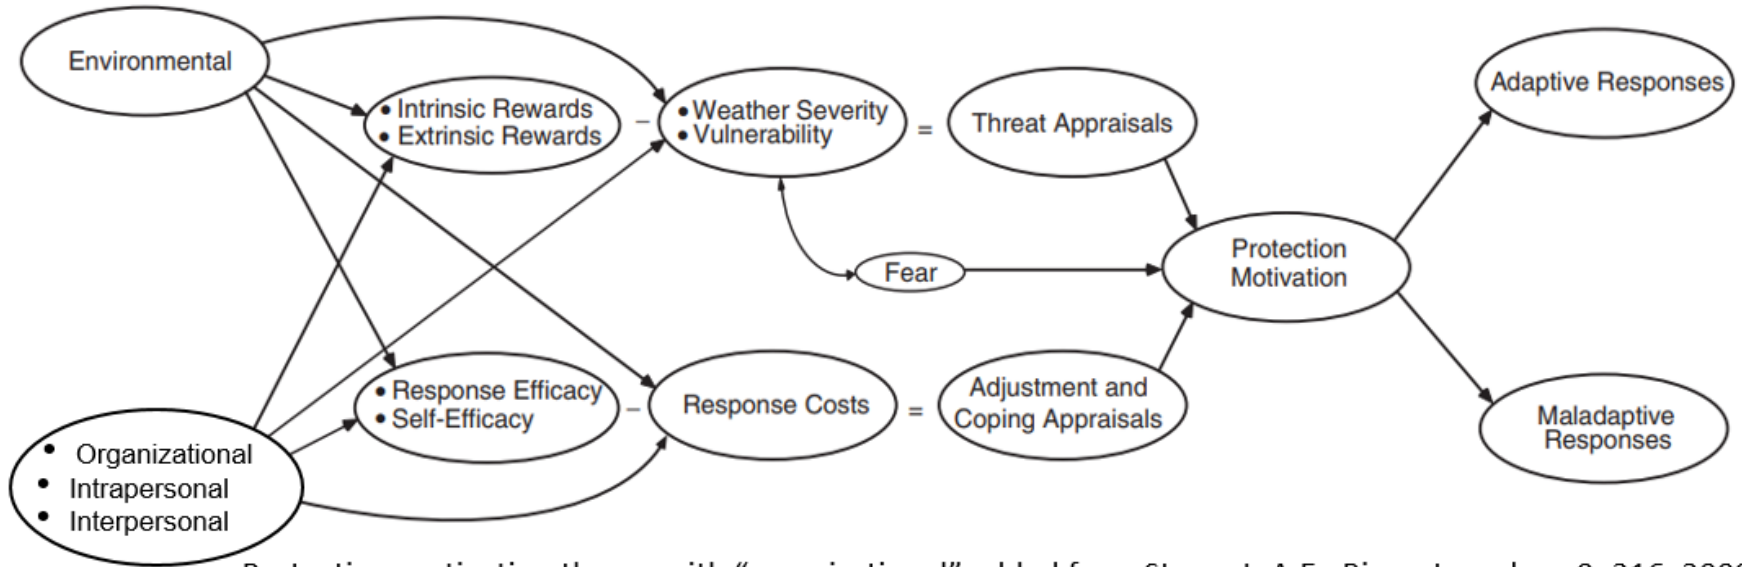 Environmental
• Intrinsic Rewards
• Extrinsic Rewards
–
• Weather Severity
• Vulnerability
=
Threat Appraisals
Adaptive Responses
Fear
Protection
Motivation
• Response Efficacy
• Self-Efficacy
–
Response Costs
=
Adjustment and
Coping Appraisals
Maladaptive
Responses
• Organizational
• Intrapersonal
• Interpersonal